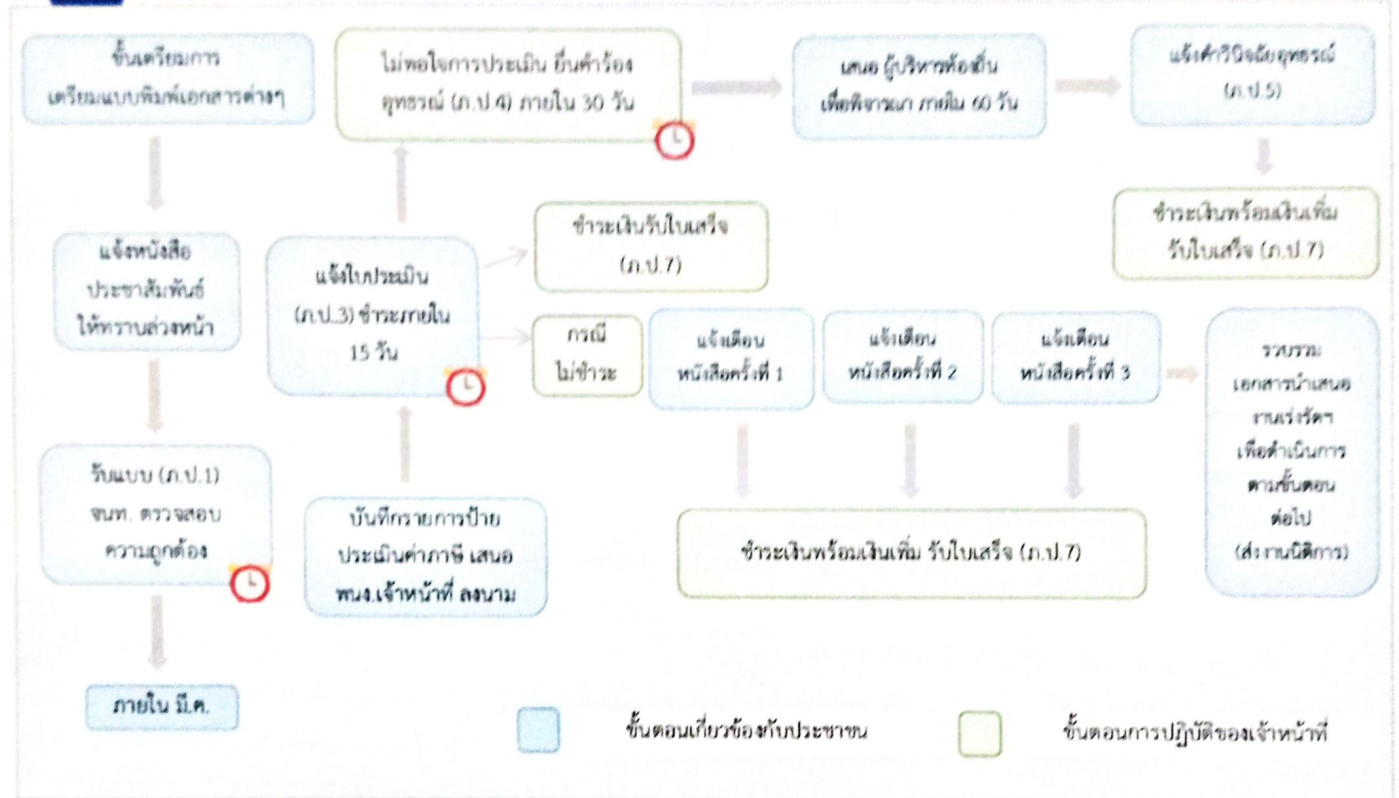 ขั้นเตรียมการ
เตรียมแบบพิมพ์เอกสารต่างๆ
ไม่พอใจการประเมิน ยื่นคำร้อง
อุทธรณ์ (ภ.ป.4) ภายใน 30 วัน
เสนอ ผู้บริหารท้องถิ่น
เพื่อพิจารณา ภายใน 60 วัน
แจ้งคำวินิจฉัยอุทธรณ์
(ภ.ป.5)
แจ้งหนังสือ
ประชาสัมพันธ์
ให้ทราบล่วงหน้า
แจ้งใบประเมิน
(ภ.ป.3) ชำระภายใน
15 วัน
ชำระเงินรับใบเสร็จ
(ภ.ป.7)
ชำระเงินพร้อมเงินเพิ่ม
รับใบเสร็จ (ภ.ป.7)
กรณี
ไม่ชำระ
แจ้งเตือน
หนังสือครั้งที่ 1
แจ้งเตือน
หนังสือครั้งที่ 2
แจ้งเตือน
หนังสือครั้งที่ 3
รวบรวม
เอกสารนำเสนอ
งานเร่งรัดฯ
เพื่อดำเนินการ
ตามขั้นตอน
ต่อไป
(ส่งงานนิติการ)
รับแบบ (ภ.ป.1)
จนท. ตรวจสอบ
ความถูกต้อง
บันทึกรายการป้าย
ประเมินค่าภาษี เสนอ
พนง.เจ้าหน้าที่ ลงนาม
ชำระเงินพร้อมเงินเพิ่ม รับใบเสร็จ (ภ.ป.7)
ภายใน มี.ค.
ขั้นตอนเกี่ยวข้องกับประชาชน
ขั้นตอนการปฏิบัติของเจ้าหน้าที่